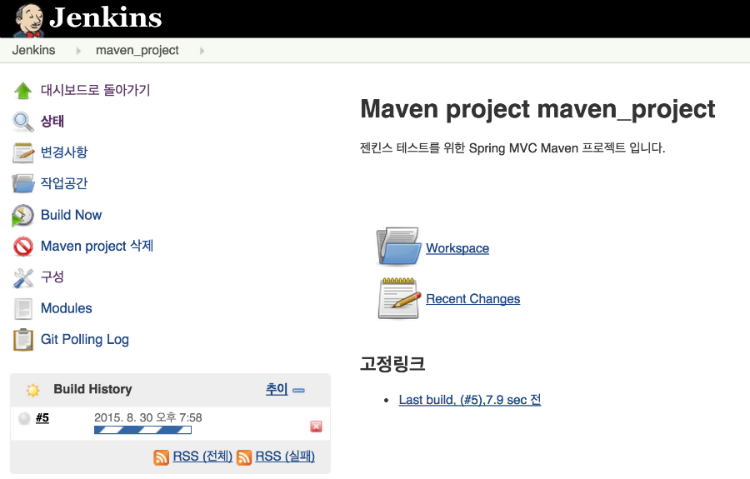 Jenkins
Jenkins maven_project
대시보드로 돌아가기
상태
변경사항
작업공간
Build Now
Maven project 삭제
구성
Modules
Git Polling Log
Build History 추이
#5 2015. 8. 30 오후 7:58
RSS (전체) RSS (실패)
Maven project maven_project
젠킨스 테스트를 위한 Spring MVC Maven 프로젝트 입니다.
Workspace
Recent Changes
고정링크
Last build, (#5),7.9 sec 전